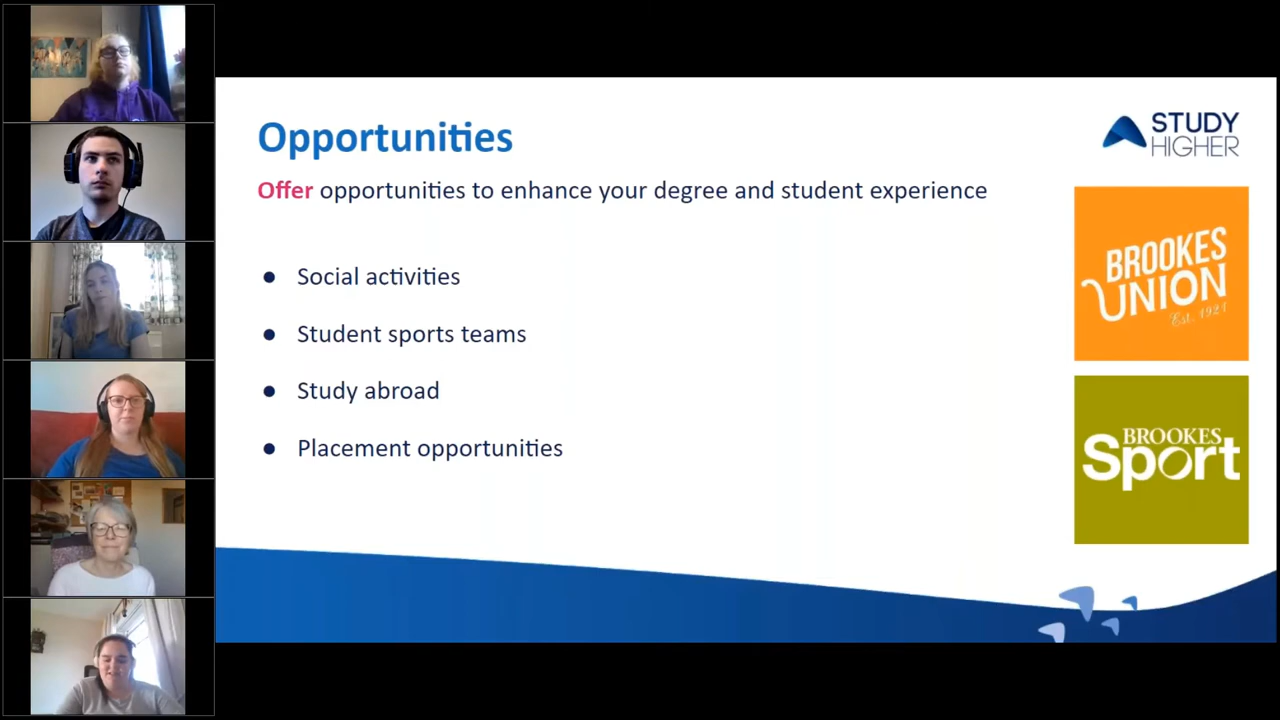 Opportunities
Offer opportunities to enhance your degree and student experience
● Social activities
● Student sports teams
● Study abroad
● Placement opportunities
STUDY
HIGHER
BROOKES
UNION
Est. 1921
BROOKES
Sport